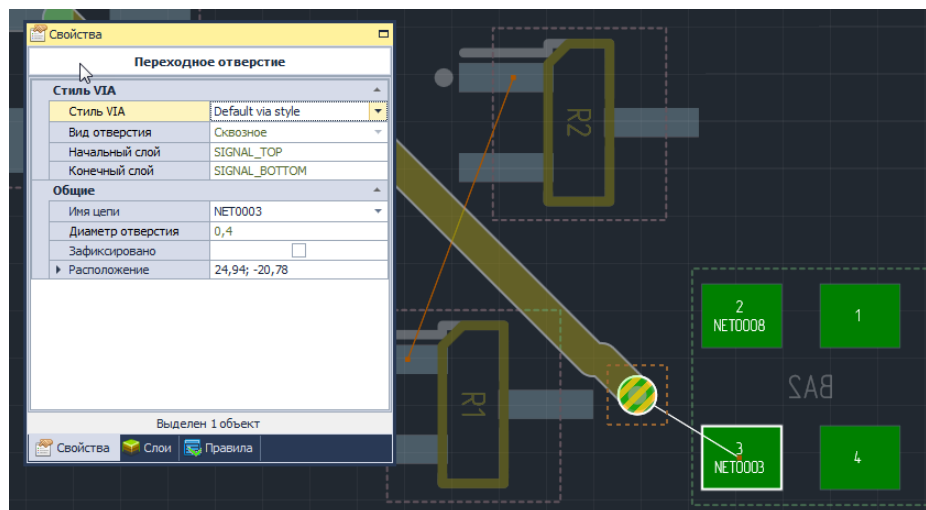 Свойства
Переходное отверстие
Стиль VIA
Стиль VIA Default via style
Вид отверстия Сквозное
Начальный слой SIGNAL_TOP
Конечный слой SIGNAL_BOTTOM
Общие
Имя цепи NET0003
Диаметр отверстия 0,4
Зафиксировано
Расположение 24,94; -20,78
Выделен 1 объект
Свойства Слои Правила
R2
R1
2
NET0008
1
BA2
3
NET0003
4